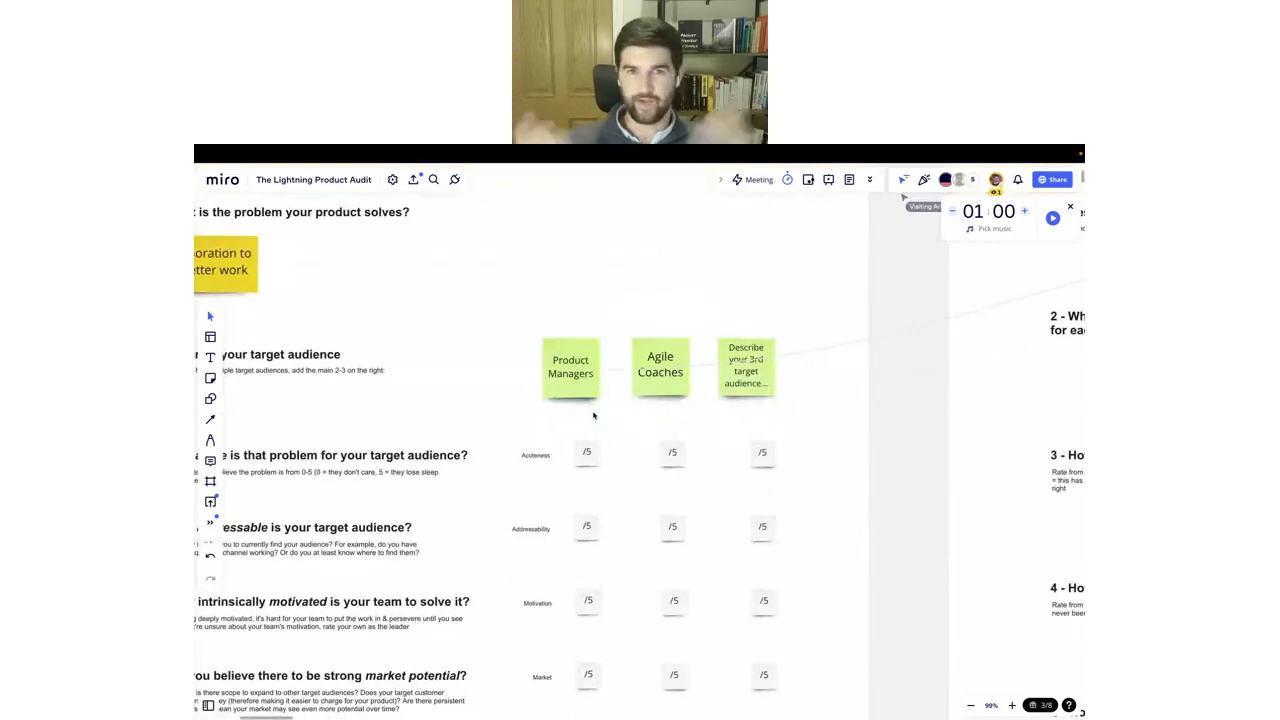 miro
The Lightning Product Audit
Meeting
5
1
Share
Visiting
t is the problem your product solves?
01 : 00
Pick music
oration to
etter work
2 - Wh
for ea
your target audience
ple target audiences, add the main 2-3 on the right:
Product
Managers
Agile
Coaches
Describe
your 3rd
target
audience...
e is that problem for your target audience?
lieve the problem is from 0-5 (0 = they don't care, 5 = they lose sleep
Acuteness
/5
/5
/5
3 - Ho
Rate from
= this has
right
essable is your target audience?
you to currently find your audience? For example, do you have
channel working? Or do you at least know where to find them?
Addressability
/5
/5
/5
intrinsically motivated is your team to solve it?
g deeply motivated, it's hard for your team to put the work in & persevere until you see
're unsure about your team's motivation, rate your own as the leader
Motivation
/5
/5
/5
4 - Ho
Rate from
never been
you believe there to be strong market potential?
is there scope to expand to other target audiences? Does your target customer
ey (therefore making it easier to charge for your product)? Are there persistent
ean your market may see even more potential over time?
Market
/5
/5
/5
99%
3/8